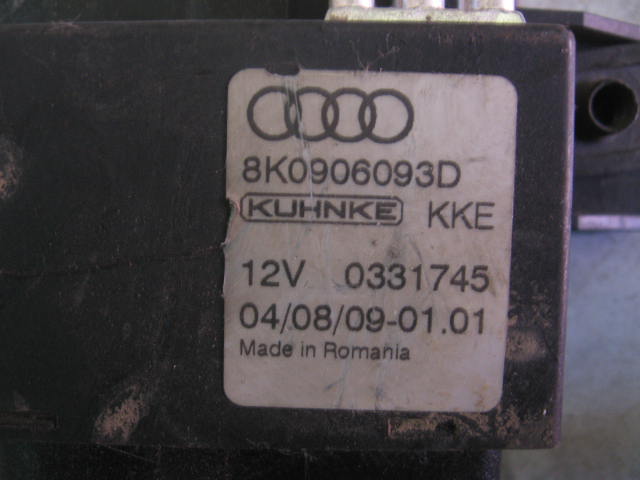 8K0906093D
KUHNKE KKE
12V 0331745
04/08/09-01.01
Made in Romania